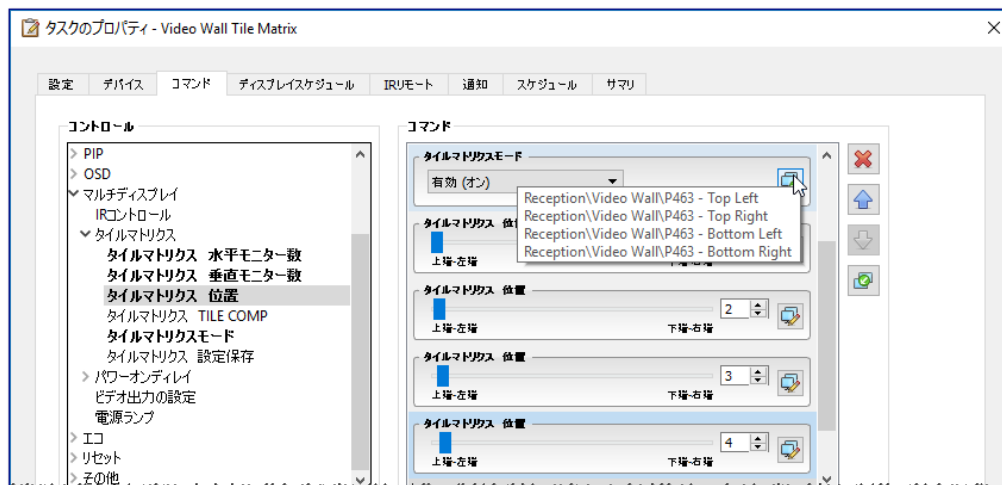 タスクのプロパティ - Video Wall Tile Matrix
設定 デバイス コマンド ディスプレイスケジュール IRリモート 通知 スケジュール サマリ
コントロール
PIP
OSD
マルチディスプレイ
IRコントロール
タイルマトリクス
タイルマトリクス 水平モニター数
タイルマトリクス 垂直モニター数
タイルマトリクス 位置
タイルマトリクス TILE COMP
タイルマトリクスモード
タイルマトリクス 設定保存
パワーオンディレイ
ビデオ出力の設定
電源ランプ
エコ
リセット
その他
コマンド
タイルマトリクスモード
有効 (オン)
Reception\Video Wall\P463 - Top Left
Reception\Video Wall\P463 - Top Right
Reception\Video Wall\P463 - Bottom Left
Reception\Video Wall\P463 - Bottom Right
タイルマトリクス
上端-左端
タイルマトリクス 位置
2
上端-左端 下端-右端
タイルマトリクス 位置
3
上端-左端 下端-右端
タイルマトリクス 位置
4
上端-左端 下端-右端